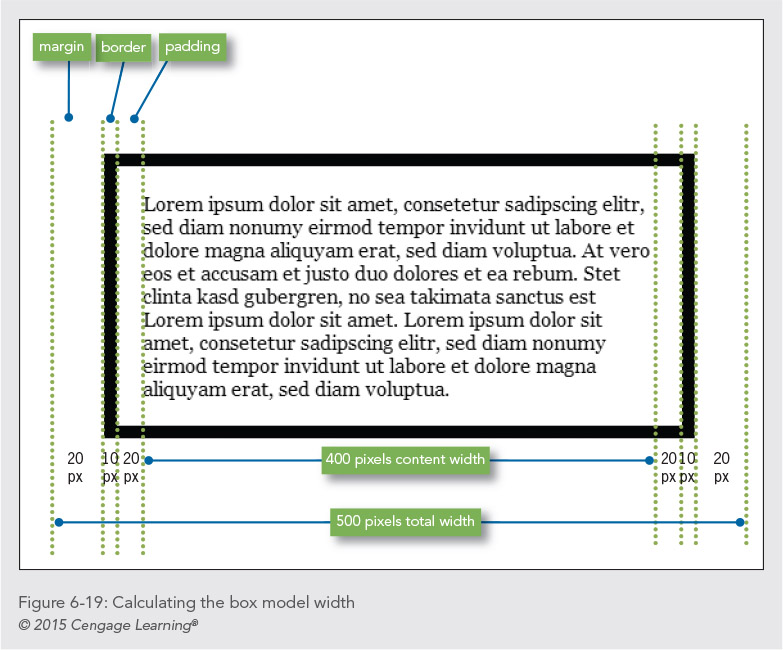 margin border padding
Lorem ipsum dolor sit amet, consetetur sadipscing elitr,
sed diam nonumy eirmod tempor invidunt ut labore et
dolore magna aliquyam erat, sed diam voluptua. At vero
eos et accusam et justo duo dolores et ea rebum. Stet
clinta kasd gubergren, no sea takimata sanctus est
Lorem ipsum dolor sit amet. Lorem ipsum dolor sit
amet, consetetur sadipscing elitr, sed diam nonumy
eirmod tempor invidunt ut labore et dolore magna
aliquyam erat, sed diam voluptua.
20 10 20 400 pixels content width 20 10 20
px px px px px px
500 pixels total width
Figure 6-19: Calculating the box model width
© 2015 Cengage Learning®